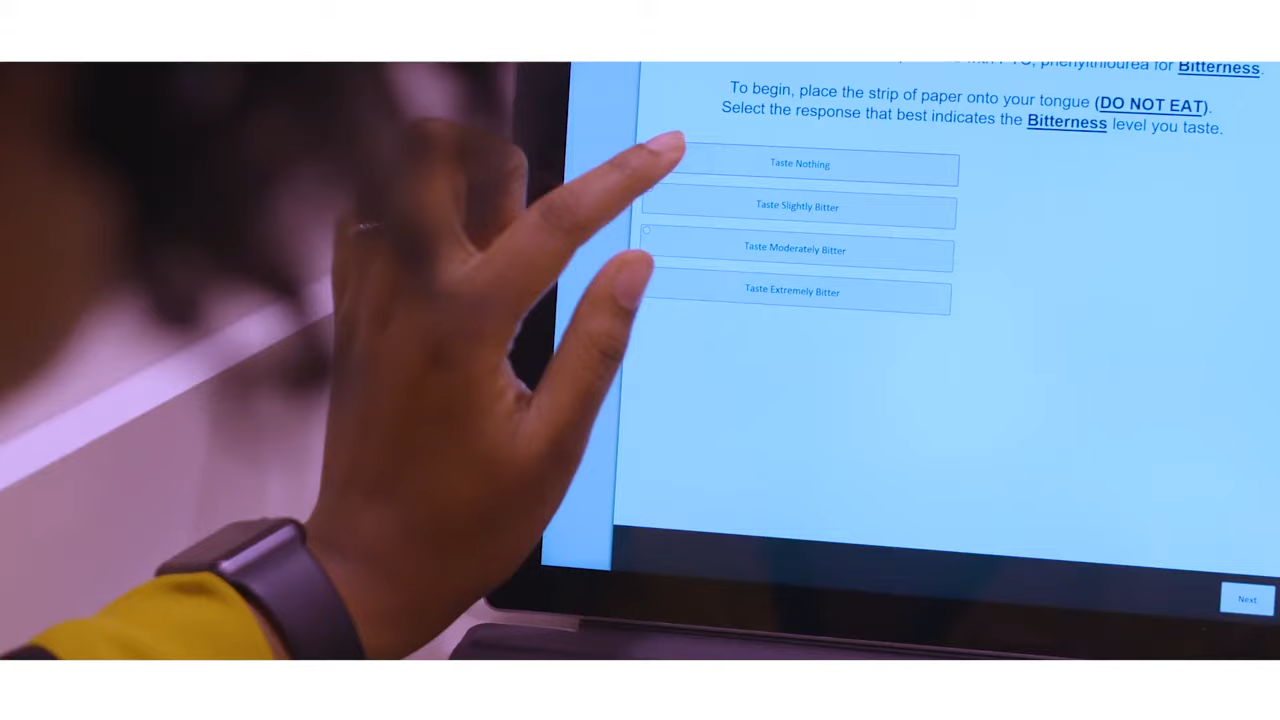 phenylthiourea for Bitterness.
To begin, place the strip of paper onto your tongue (DO NOT EAT).
Select the response that best indicates the Bitterness level you taste.
Taste Nothing
Taste Slightly Bitter
Taste Moderately Bitter
Taste Extremely Bitter
Next